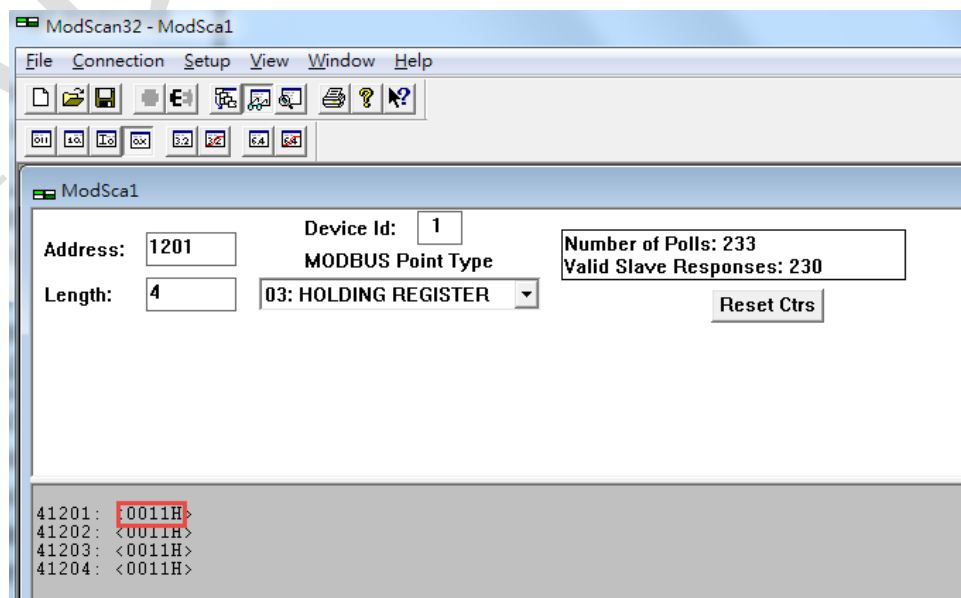 ModScan32 - ModSca1
File Connection Setup View Window Help
ModSca1
Address: 1201
Device Id: 1
MODBUS Point Type
Length: 4
03: HOLDING REGISTER
Number of Polls: 233
Valid Slave Responses: 230
Reset Ctrs
41201: <0011H>
41202: <0011H>
41203: <0011H>
41204: <0011H>